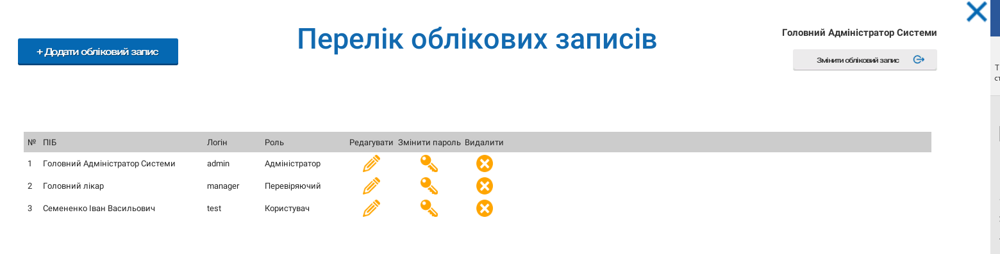 Перелік облікових записів
Головний Адміністратор Системи
+ Додати обліковий запис
Змінити обліковий запис
№ ПІБ Логін Роль Редагувати Змінити пароль Видалити
1 Головний Адміністратор Системи admin Адміністратор
2 Головний лікар manager Перевіряючий
3 Семененко Іван Васильович test Користувач